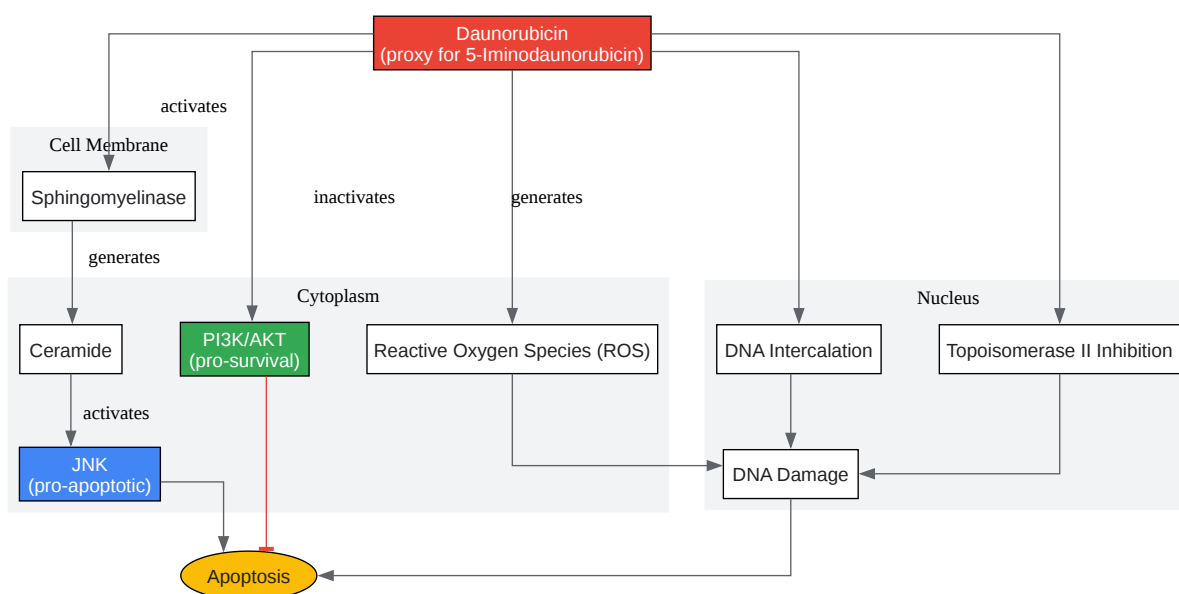 Daunorubicin
(proxy for 5-Iminodaunorubicin)
activates
Cell Membrane
Sphingomyelinase
inactivates
generates
generates
Cytoplasm
Nucleus
Ceramide
PI3K/AKT
(pro-survival)
Reactive Oxygen Species (ROS)
DNA Intercalation
Topoisomerase II Inhibition
activates
JNK
(pro-apoptotic)
DNA Damage
Apoptosis